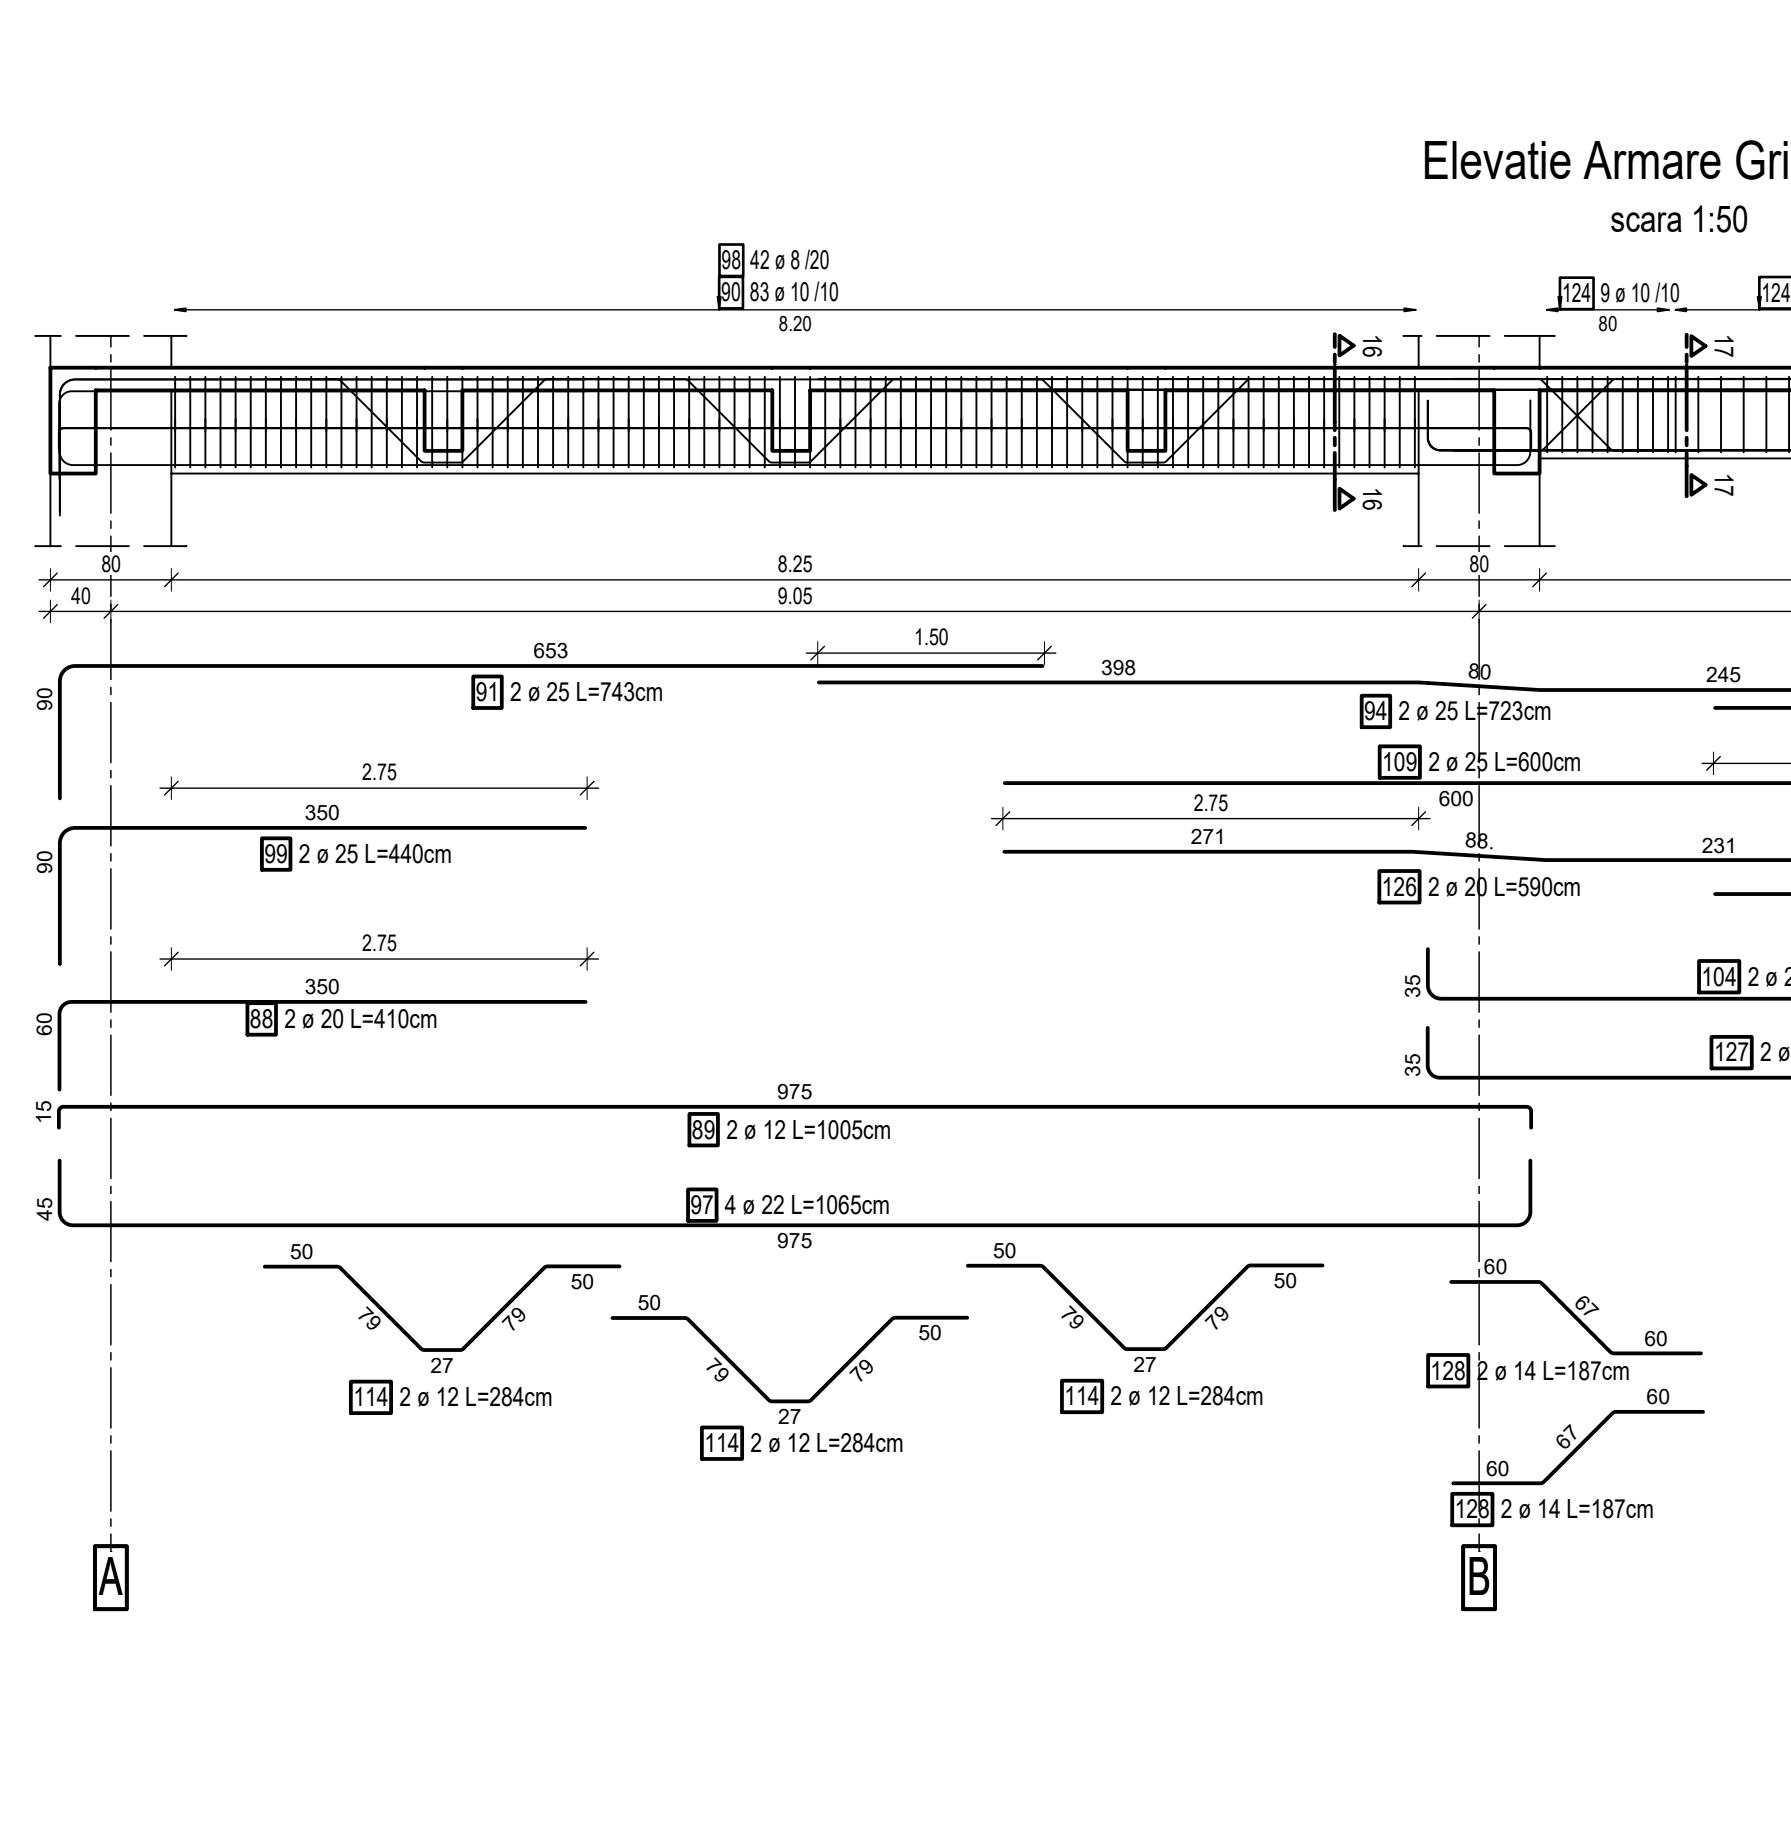 Elevatie Armare Gri
scara 1:50
98 42 ø 8 /20
90 83 ø 10 /10
8.20
124 9 ø 10 /10
80
124
16
17
16
17
80
8.25
80
40
9.05
653
1.50
90
91 2 ø 25 L=743cm
398
80
245
94 2 ø 25 L=723cm
109 2 ø 25 L=600cm
600
2.75
350
90
99 2 ø 25 L=440cm
2.75
271
88.
231
126 2 ø 20 L=590cm
2.75
350
60
88 2 ø 20 L=410cm
35
104 2 ø 2
35
127 2 ø
975
15
89 2 ø 12 L=1005cm
45
97 4 ø 22 L=1065cm
975
50
79
27
79
50
114 2 ø 12 L=284cm
50
79
27
79
50
114 2 ø 12 L=284cm
50
79
27
79
50
114 2 ø 12 L=284cm
60
67
60
128 2 ø 14 L=187cm
60
67
60
128 2 ø 14 L=187cm
A
B